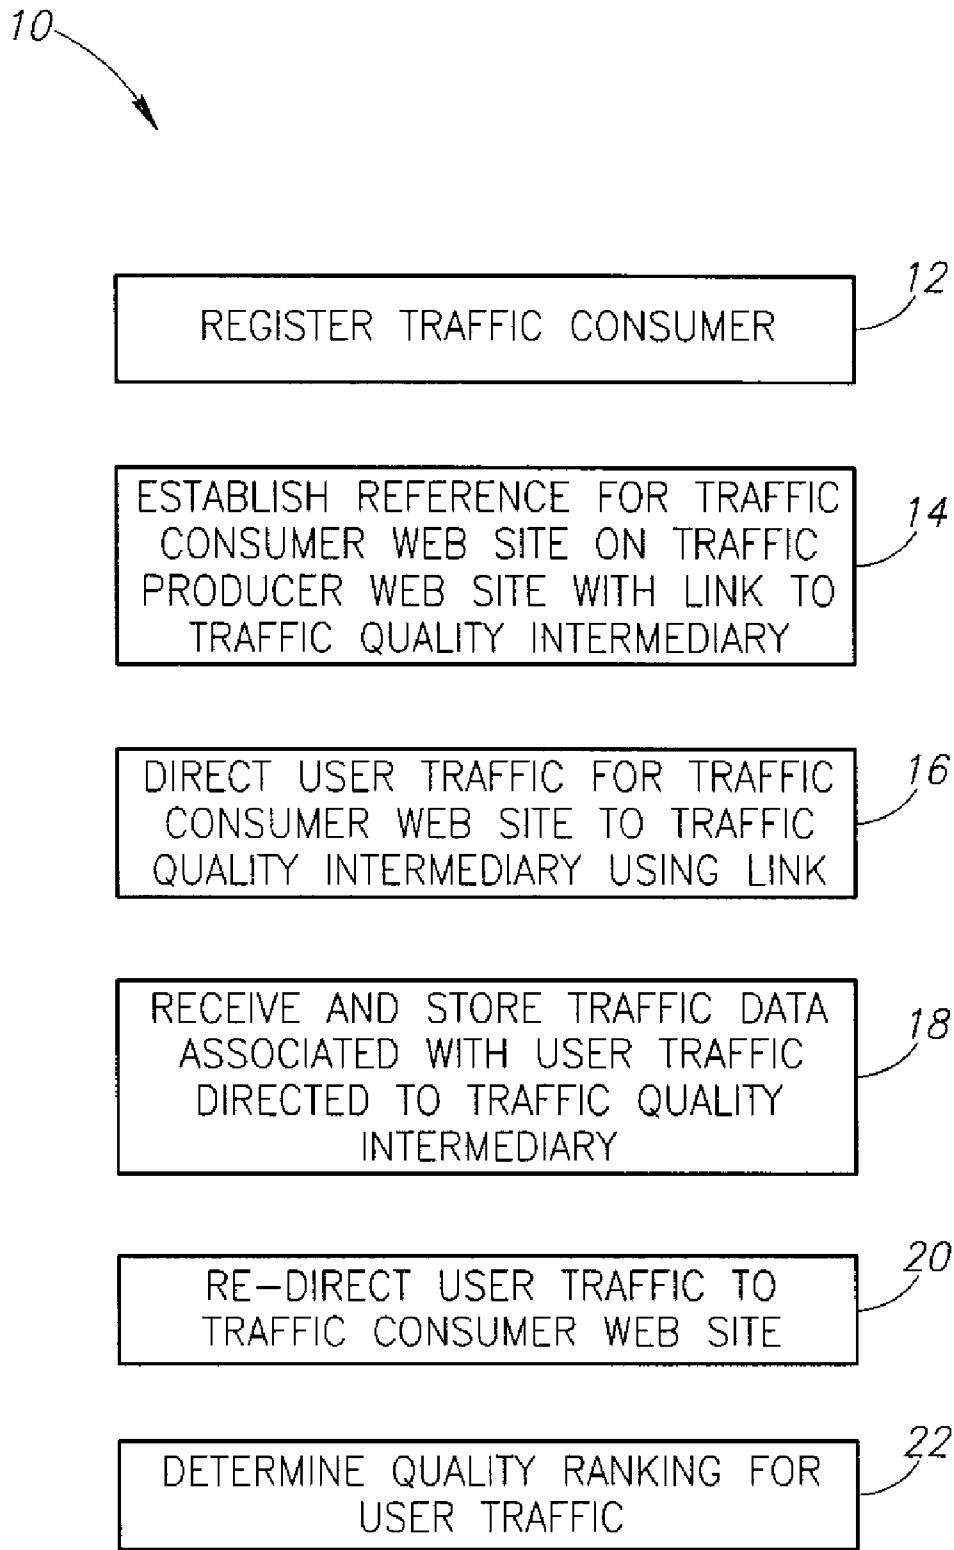 10
12
REGISTER TRAFFIC CONSUMER
14
ESTABLISH REFERENCE FOR TRAFFIC
CONSUMER WEB SITE ON TRAFFIC
PRODUCER WEB SITE WITH LINK TO
TRAFFIC QUALITY INTERMEDIARY
16
DIRECT USER TRAFFIC FOR TRAFFIC
CONSUMER WEB SITE TO TRAFFIC
QUALITY INTERMEDIARY USING LINK
18
RECEIVE AND STORE TRAFFIC DATA
ASSOCIATED WITH USER TRAFFIC
DIRECTED TO TRAFFIC QUALITY
INTERMEDIARY
20
RE-DIRECT USER TRAFFIC TO
TRAFFIC CONSUMER WEB SITE
22
DETERMINE QUALITY RANKING FOR
USER TRAFFIC